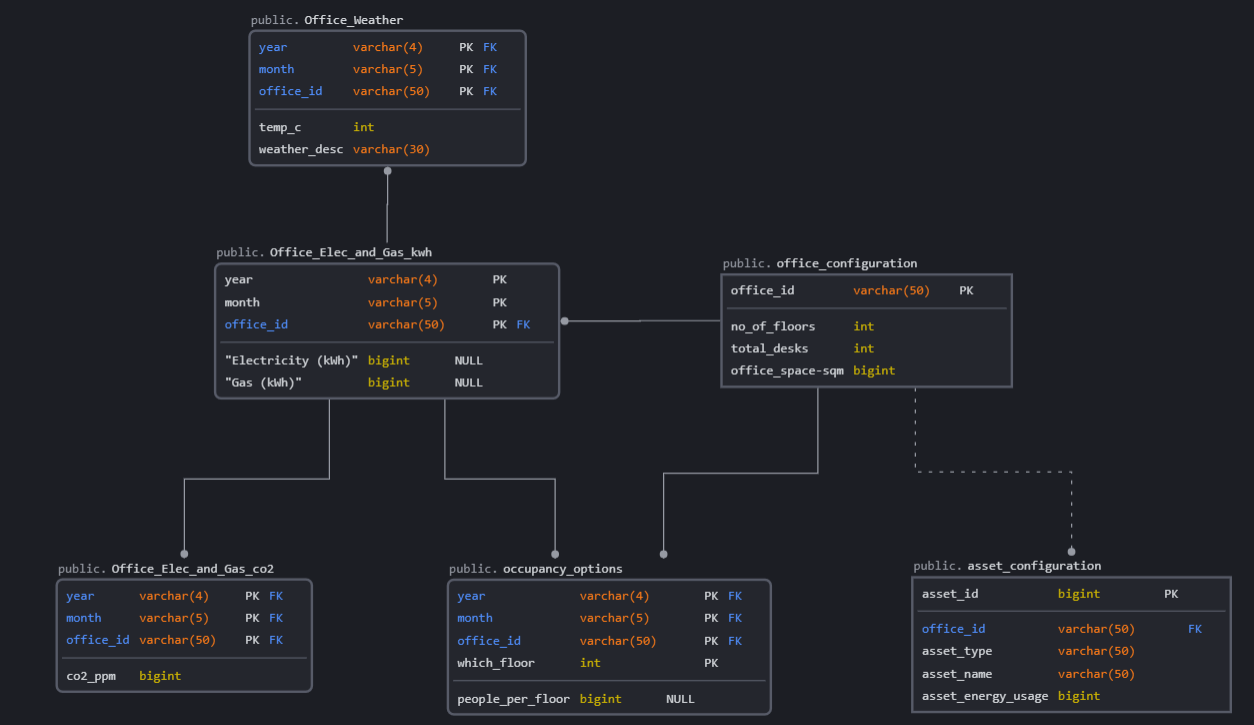 public. Office_Weather
year varchar(4) PK FK
month varchar(5) PK FK
office_id varchar(50) PK FK
temp_c int
weather_desc varchar(30)
public. Office_Elec_and_Gas_kwh
year varchar(4) PK
month varchar(5) PK
office_id varchar(50) PK FK
"Electricity (kWh)" bigint NULL
"Gas (kWh)" bigint NULL
public. office_configuration
office_id varchar(50) PK
no_of_floors int
total_desks int
office_space-sqm bigint
public. Office_Elec_and_Gas_co2
year varchar(4) PK FK
month varchar(5) PK FK
office_id varchar(50) PK FK
co2_ppm bigint
public. occupancy_options
year varchar(4) PK FK
month varchar(5) PK FK
office_id varchar(50) PK FK
which_floor int PK
people_per_floor bigint NULL
public. asset_configuration
asset_id bigint PK
office_id varchar(50) FK
asset_type varchar(50)
asset_name varchar(50)
asset_energy_usage bigint